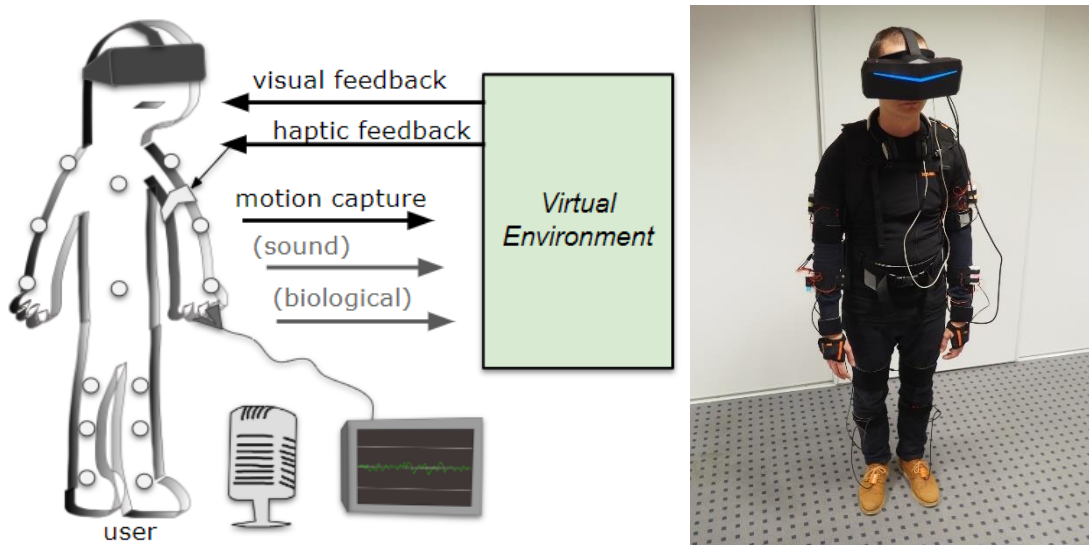 visual feedback
haptic feedback
motion capture
(sound)
(biological)
Virtual
Environment
user